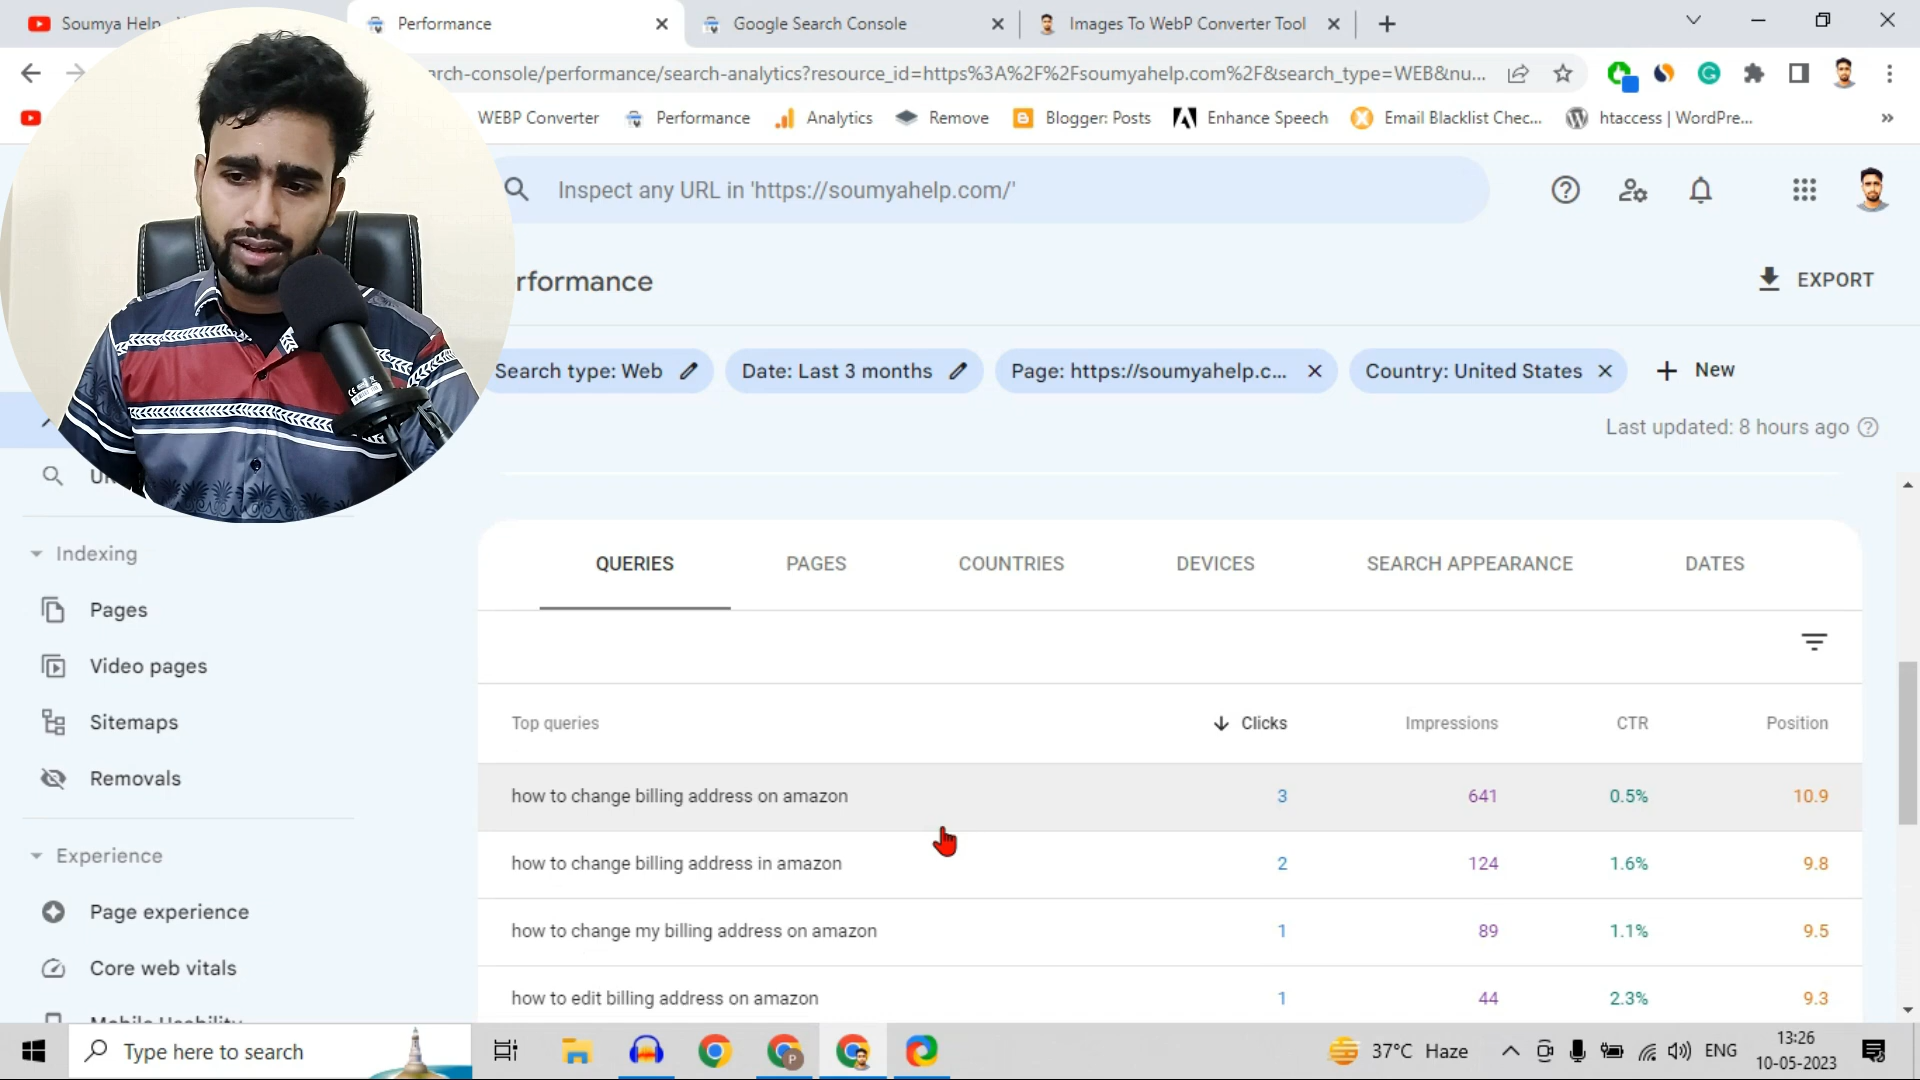 Soumya Help
Performance
Google Search Console
Images To WebP Converter Tool
arch-console/performance/search-analytics?resource_id=https%3A%2F%2Fsoumyahelp.com%2F&search_type=WEB&nu...
WEBP Converter
Performance
Analytics
Remove
Blogger: Posts
Enhance Speech
Email Blacklist Chec...
htaccess | WordPre...
»
Inspect any URL in 'https://soumyahelp.com/'
rformance
EXPORT
Search type: Web
Date: Last 3 months
Page: https://soumyahelp.c...
Country: United States
New
Last updated: 8 hours ago
Indexing
Pages
Video pages
Sitemaps
Removals
Experience
Page experience
Core web vitals
Mobile Usability
QUERIES
PAGES
COUNTRIES
DEVICES
SEARCH APPEARANCE
DATES
Top queries Clicks Impressions CTR Position
how to change billing address on amazon 3 641 0.5% 10.9
how to change billing address in amazon 2 124 1.6% 9.8
how to change my billing address on amazon 1 89 1.1% 9.5
how to edit billing address on amazon 1 44 2.3% 9.3
Type here to search
P
37°C Haze
ENG
13:26
10-05-2023